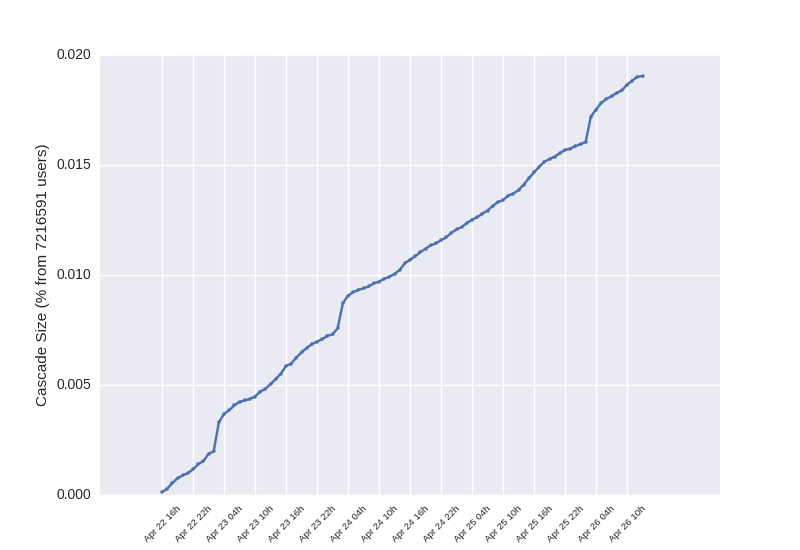 0.020
0.015
0.010
0.005
0.000
Cascade Size (% from 7216591 users)
Apr 22 16h
Apr 22 22h
Apr 23 04h
Apr 23 10h
Apr 23 16h
Apr 23 22h
Apr 24 04h
Apr 24 10h
Apr 24 16h
Apr 24 22h
Apr 25 04h
Apr 25 10h
Apr 25 16h
Apr 25 22h
Apr 26 04h
Apr 26 10h